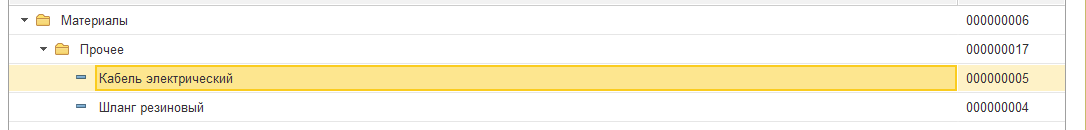 Материалы 000000006
Прочее 000000017
Кабель электрический 000000005
Шланг резиновый 000000004